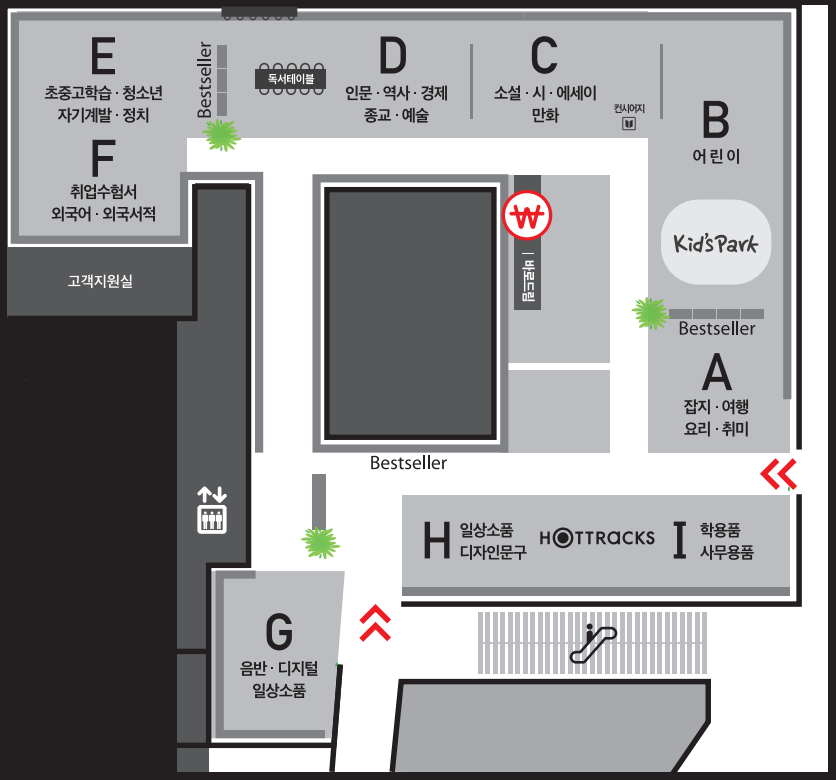 E
초중고학습 · 청소년
자기계발 · 정치
F
취업수험서
외국어 · 외국서적
고객지원실
Bestseller
독서테이블
D
인문 · 역사 · 경제
종교 · 예술
C
소설 · 시 · 에세이
만화
컨시어지
B
어린이
Kid'sPark
Bestseller
A
잡지 · 여행
요리 · 취미
₩
바로드림
Bestseller
H
일상소품
디자인문구
HOTTRACKS
I
학용품
사무용품
G
음반 · 디지털
일상소품